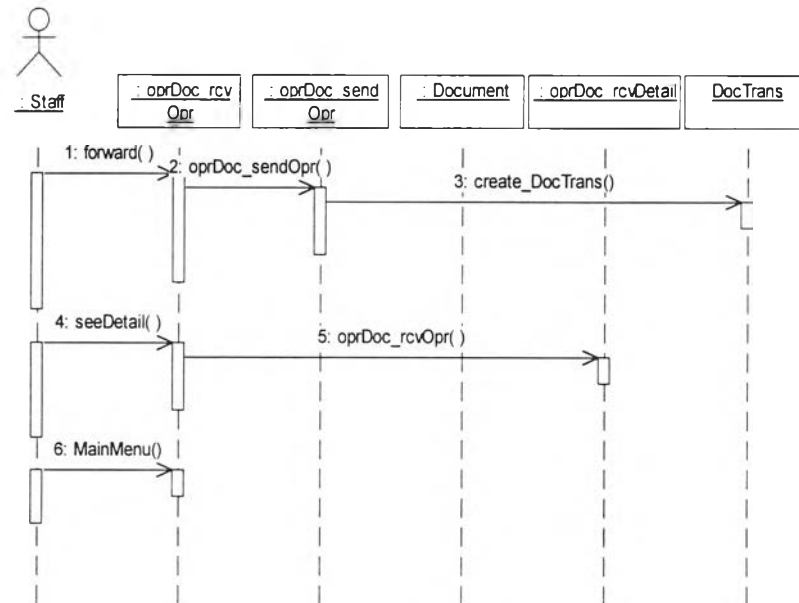 : Staff
: oprDoc_rcv
Opr
: oprDoc_send
Opr
: Document
: oprDoc_rcvDetail
DocTrans
1: forward( )
2: oprDoc_sendOpr( )
3: create_DocTrans()
4: seeDetail( )
5: oprDoc_rcvOpr( )
6: MainMenu()